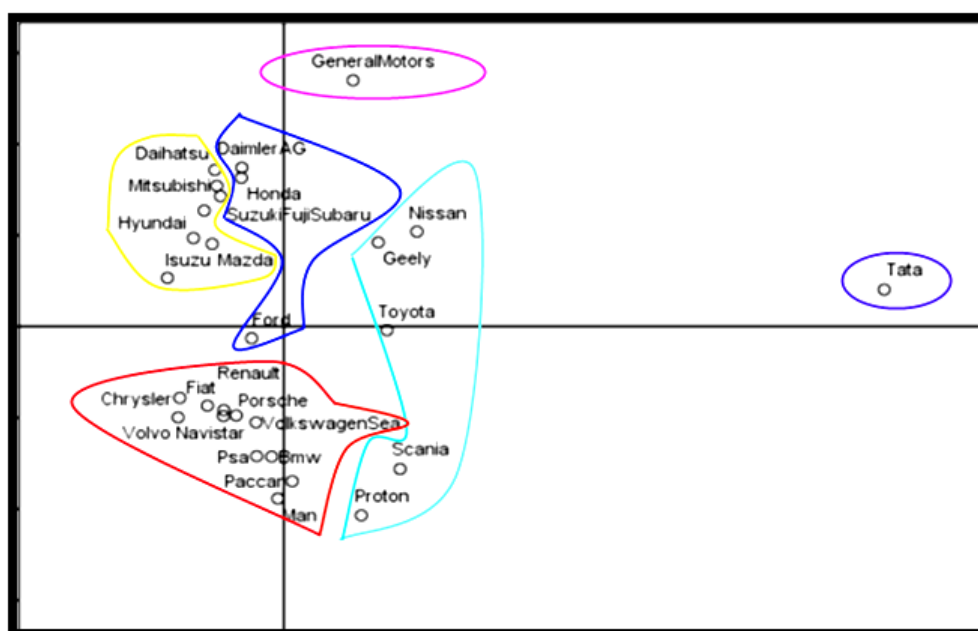 GeneralMotors
Daihatsu DaimlerAG
Mitsubishi Honda
SuzukiFujiSubaru Nissan
Hyundai
Geely
Isuzu Mazda
Tata
Toyota
Ford
Renault
Fiat
Chrysler Porsche
VolkswagenSea
Volvo Navistar
Scania
Psa Bmw
Paccar
Proton
Man